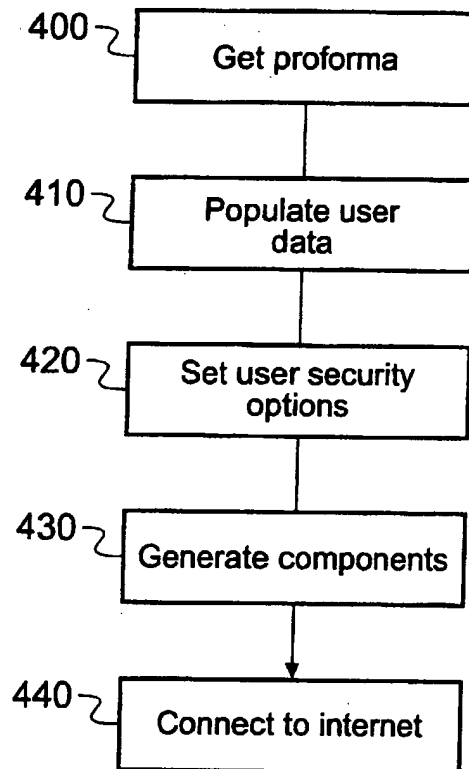 400
Get proforma
410
Populate user
data
420
Set user security
options
430
Generate components
440
Connect to internet